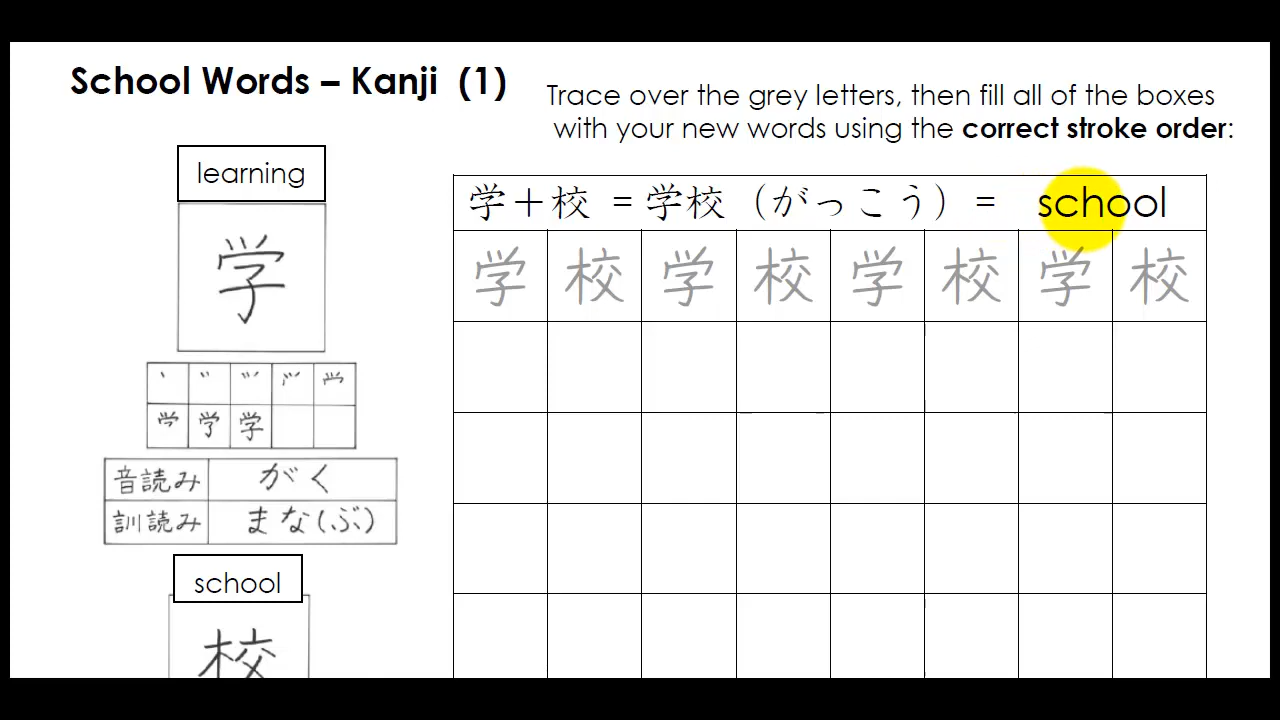 School Words – Kanji (1)
Trace over the grey letters, then fill all of the boxes
with your new words using the correct stroke order:
learning
学
学
音読み がく
訓読み まな(ぶ)
school
校
学＋校 ＝学校（がっこう）＝ school
学 校 学 校 学 校 学 校